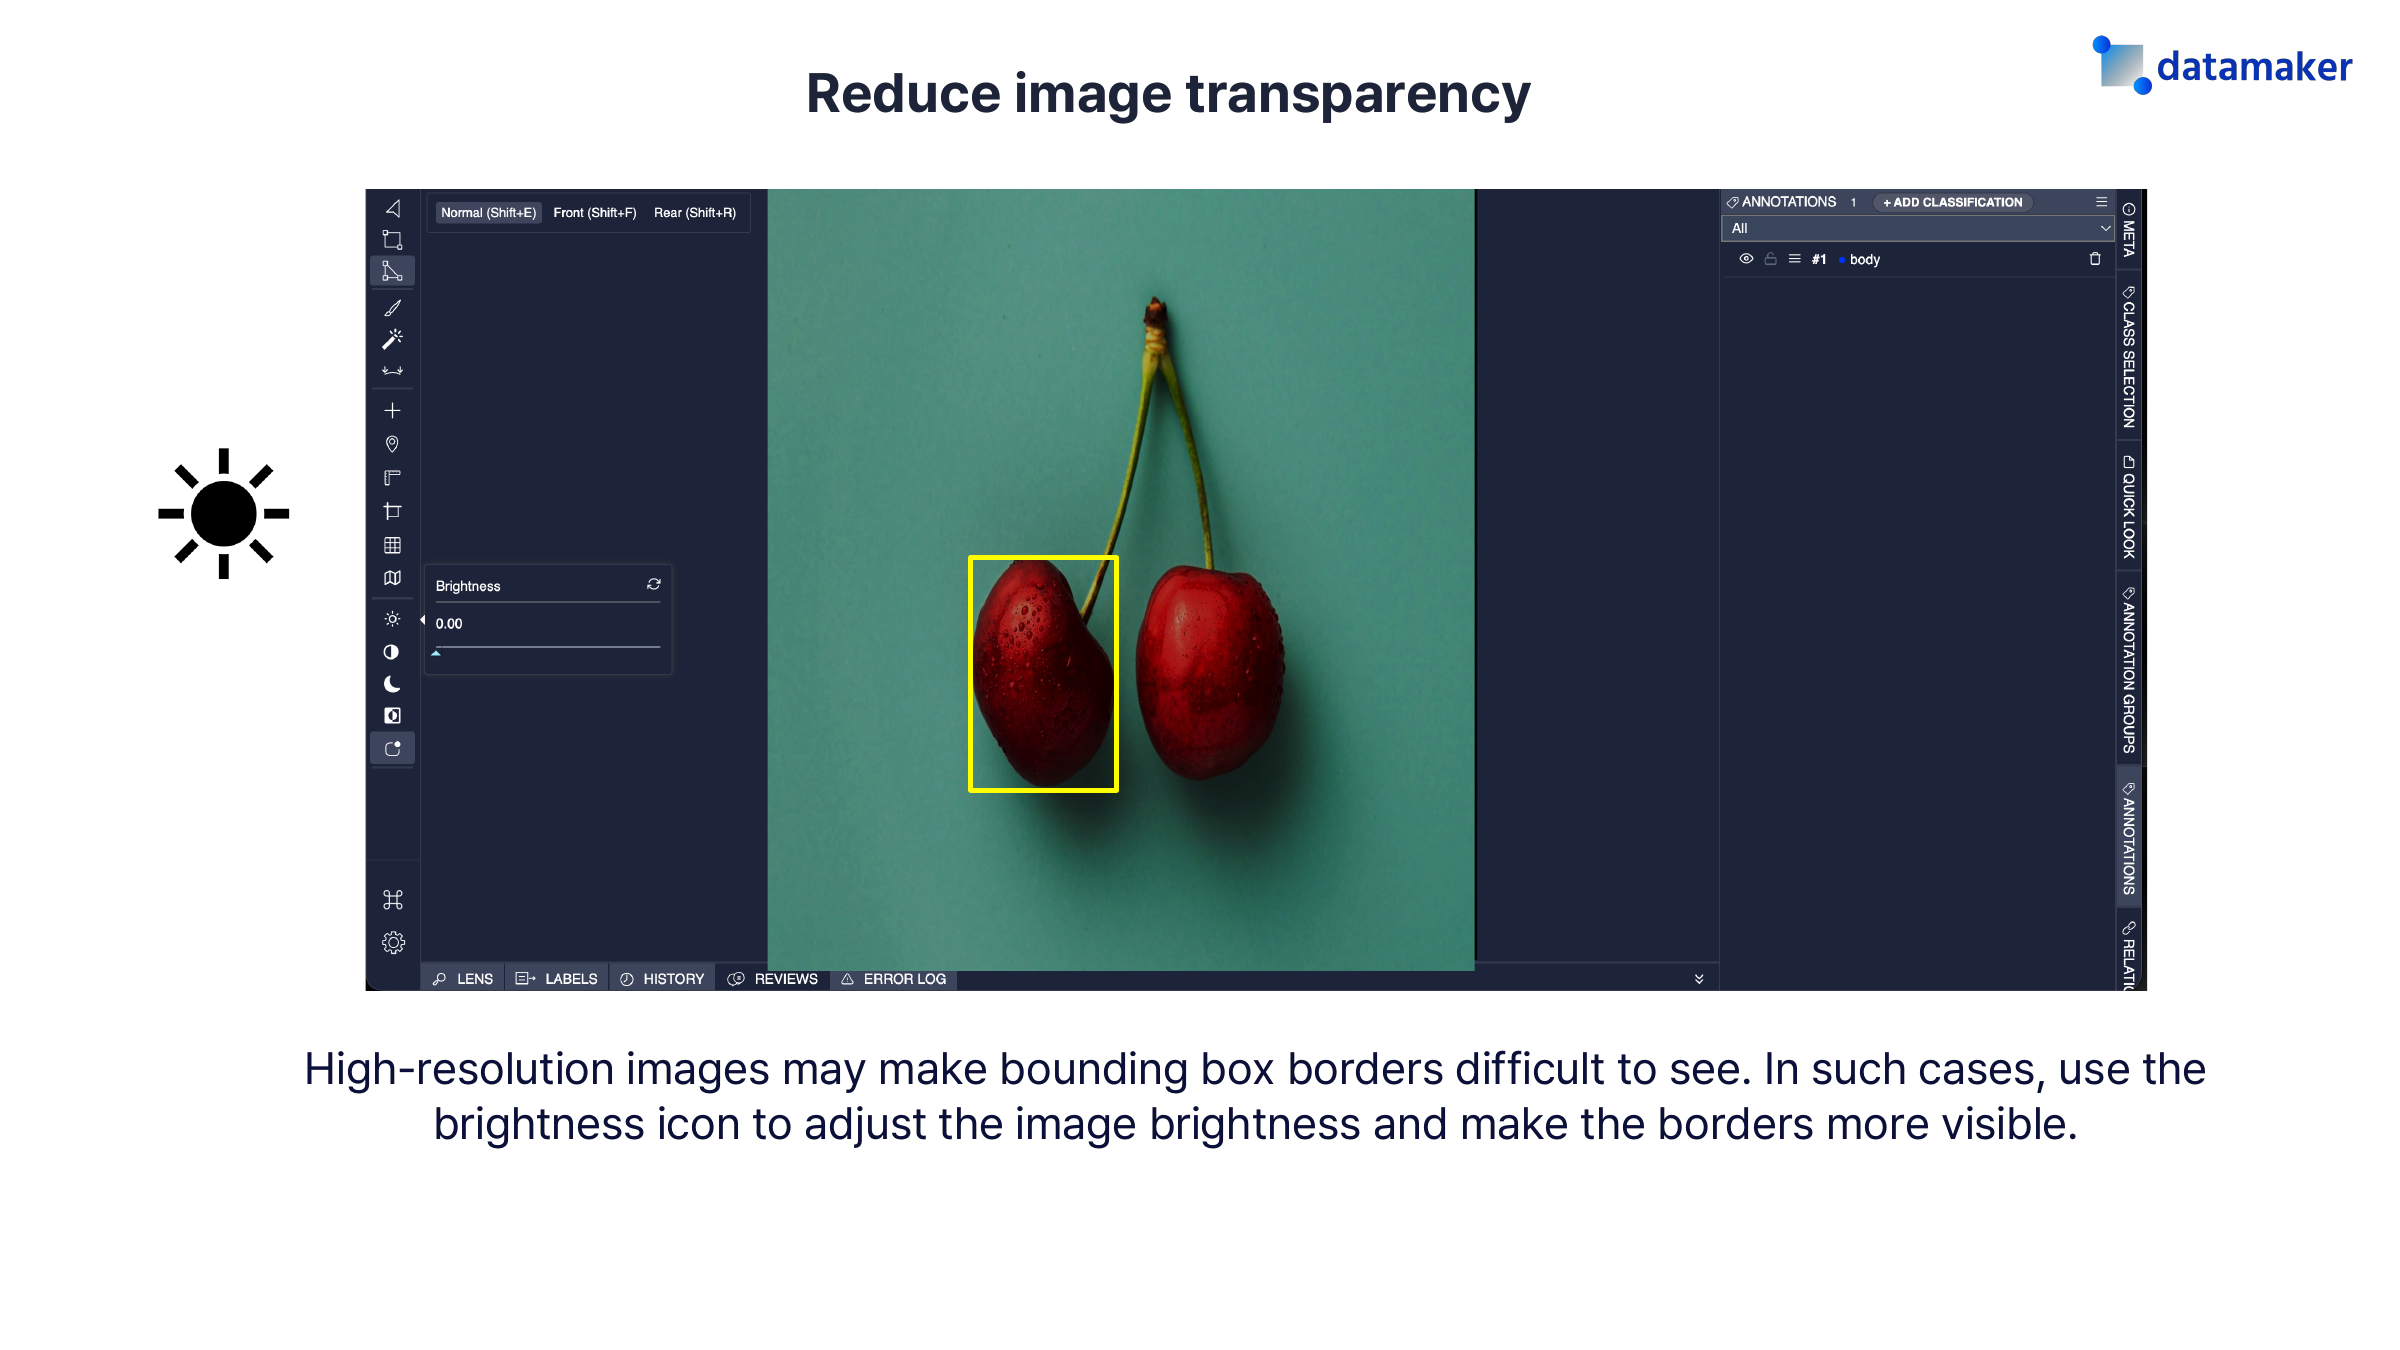 Reduce image transparency
datamaker
Normal (Shift+E) Front (Shift+F) Rear (Shift+R)
ANNOTATIONS 1 + ADD CLASSIFICATION
All
#1 body
Brightness
0.00
META
CLASS SELECTION
QUICK LOOK
ANNOTATION GROUPS
ANNOTATIONS
LENS LABELS HISTORY REVIEWS ERROR LOG
High-resolution images may make bounding box borders difficult to see. In such cases, use the
brightness icon to adjust the image brightness and make the borders more visible.